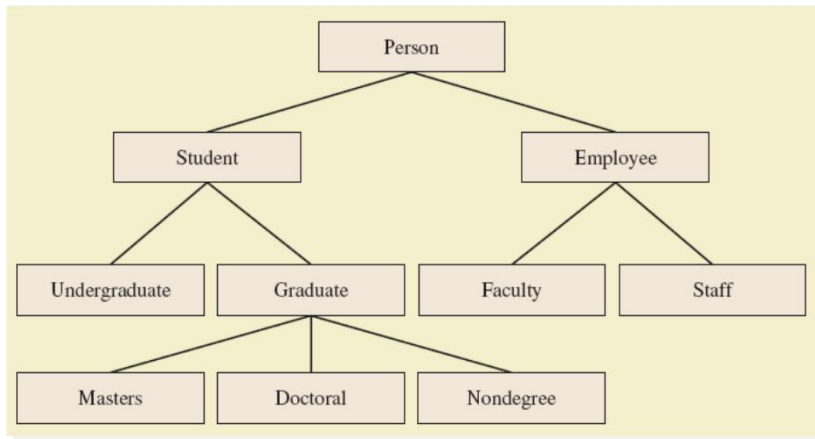 Person
Student
Employee
Undergraduate
Graduate
Faculty
Staff
Masters
Doctoral
Nondegree